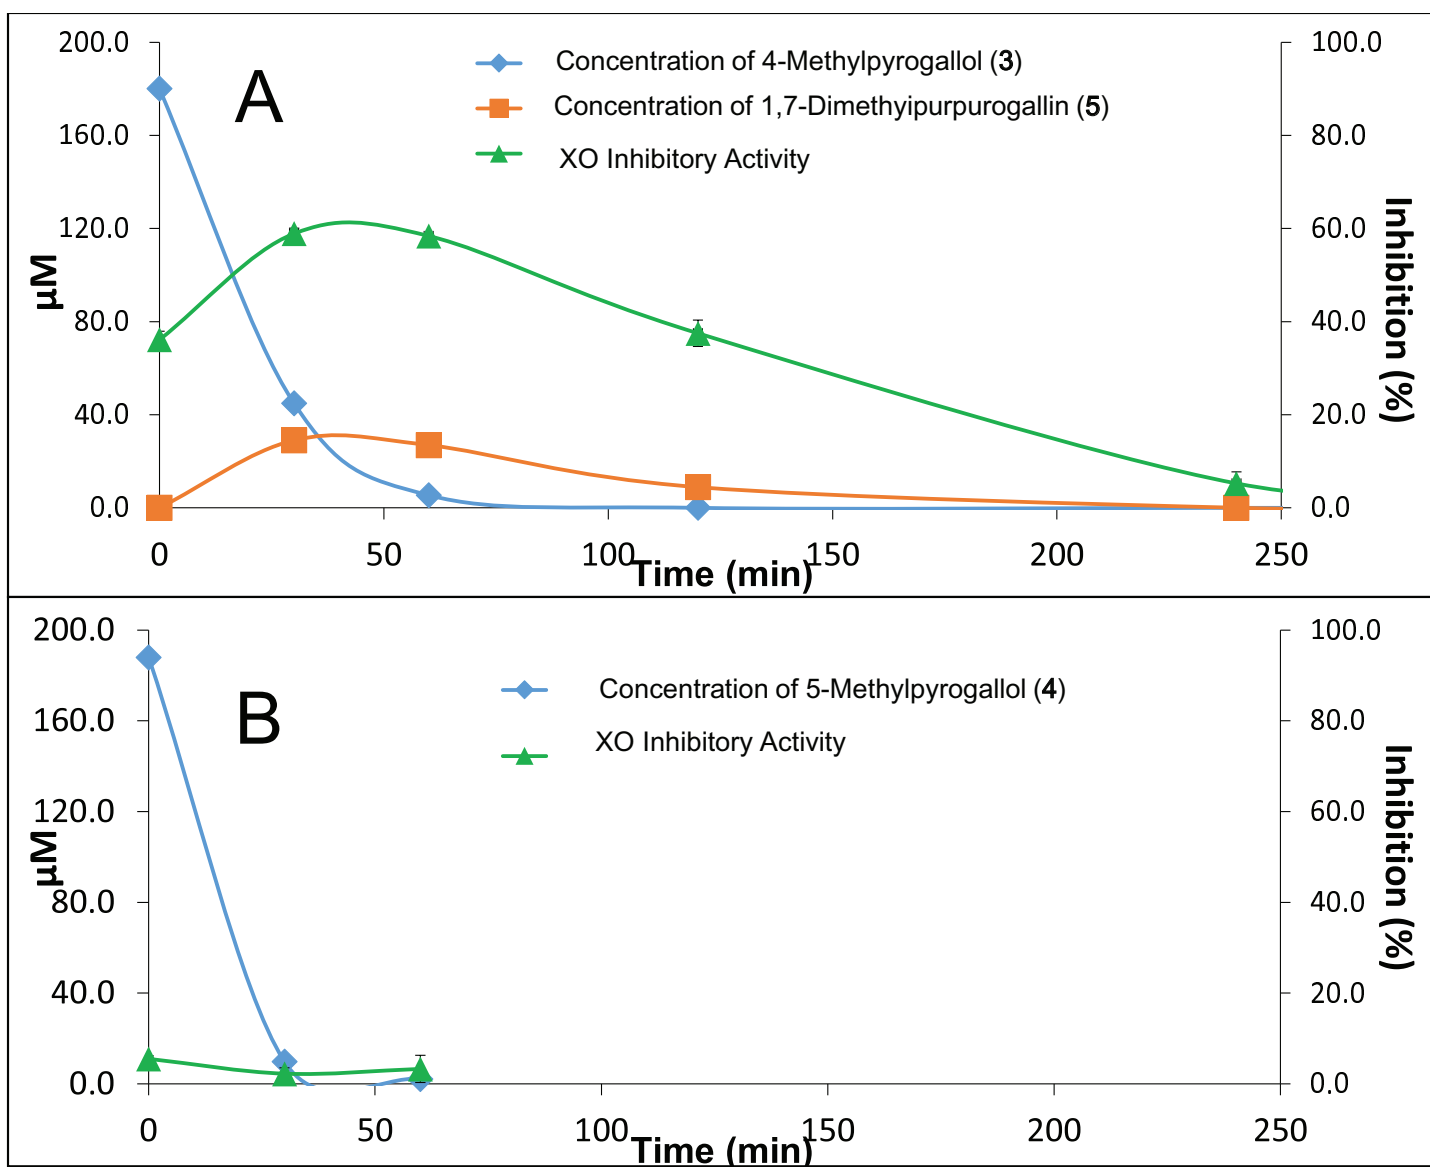 A
Concentration of 4-Methylpyrogallol (3)
Concentration of 1,7-Dimethyipurpurogallin (5)
XO Inhibitory Activity
200.0
160.0
120.0
80.0
40.0
0.0
µM
100.0
80.0
60.0
40.0
20.0
0.0
Inhibition (%)
0 50 100 150 200 250
Time (min)
B
Concentration of 5-Methylpyrogallol (4)
XO Inhibitory Activity
200.0
160.0
120.0
80.0
40.0
0.0
µM
100.0
80.0
60.0
40.0
20.0
0.0
Inhibition (%)
0 50 100 150 200 250
Time (min)